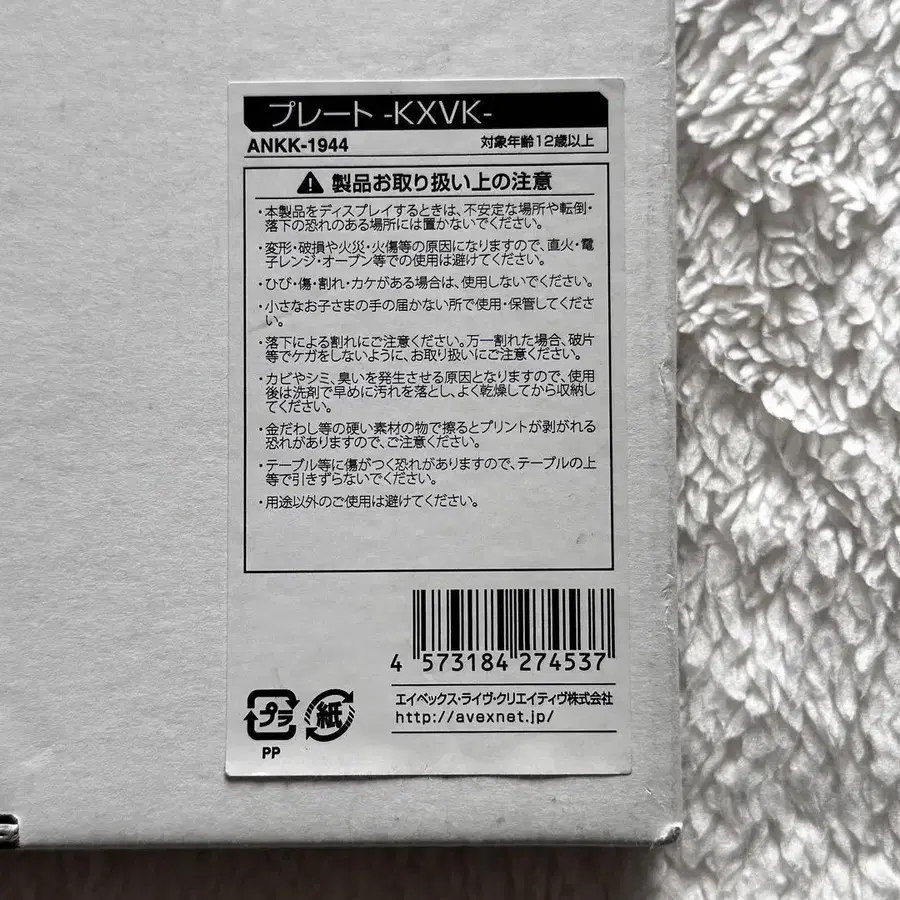 プレート -KXVK-
ANKK-1944 対象年齢12歳以上
製品お取り扱い上の注意
・本製品をディスプレイするときは、不安定な場所や転倒・
落下の恐れのある場所には置かないでください。
・変形・破損や火災・火傷等の原因になりますので、直火・電
子レンジ・オーブン等での使用は避けてください。
・ひび・傷・割れ・カケがある場合は、使用しないでください。
・小さなお子さまの手の届かない所で使用・保管してくださ
い。
・落下による割れにご注意ください。万一割れた場合、破片
等でケガをしないように、お取り扱いにご注意ください。
・カビやシミ、臭いを発生させる原因となりますので、使用
後は洗剤で早めに汚れを落とし、よく乾燥してから収納し
てください。
・金だわし等の硬い素材の物で擦るとプリントが剥がれる
恐れがありますので、ご注意ください。
・テーブル等に傷がつく恐れがありますので、テーブルの上
等で引きずらないでください。
・用途以外のご使用は避けてください。
4 573184 274537
エイベックス・ライヴ・クリエイティヴ株式会社
http://avexnet.jp/
プラ 紙
PP